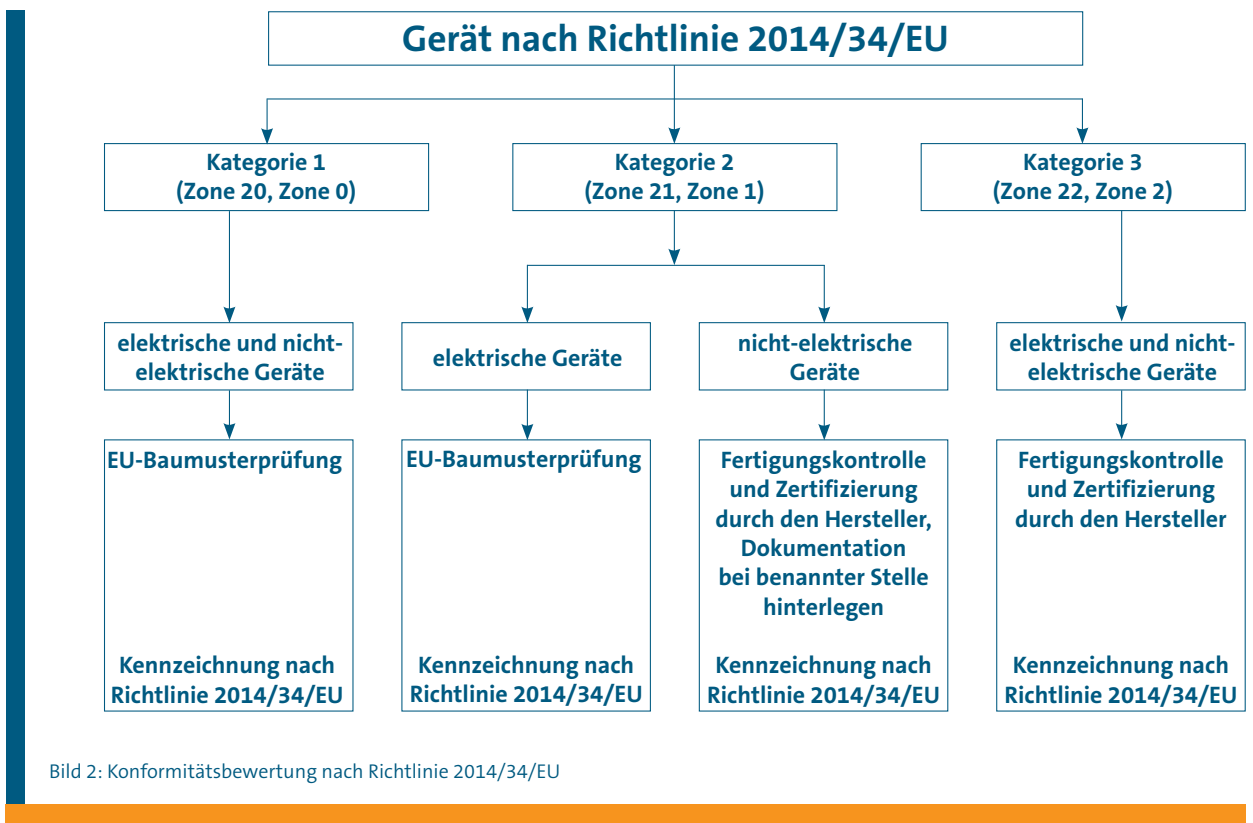 Gerät nach Richtlinie 2014/34/EU
Kategorie 1
(Zone 20, Zone 0)
Kategorie 2
(Zone 21, Zone 1)
Kategorie 3
(Zone 22, Zone 2)
elektrische und nicht-
elektrische Geräte
elektrische Geräte
nicht-elektrische
Geräte
elektrische und nicht-
elektrische Geräte
EU-Baumusterprüfung
Kennzeichnung nach
Richtlinie 2014/34/EU
EU-Baumusterprüfung
Kennzeichnung nach
Richtlinie 2014/34/EU
Fertigungskontrolle
und Zertifizierung
durch den Hersteller,
Dokumentation
bei benannter Stelle
hinterlegen
Kennzeichnung nach
Richtlinie 2014/34/EU
Fertigungskontrolle
und Zertifizierung
durch den Hersteller
Kennzeichnung nach
Richtlinie 2014/34/EU
Bild 2: Konformitätsbewertung nach Richtlinie 2014/34/EU